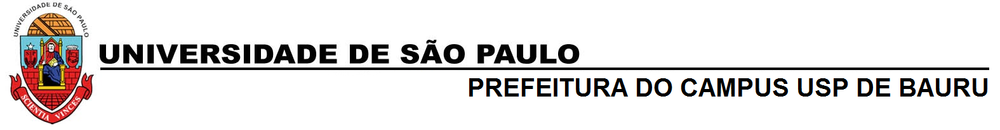 UNIVERSIDADE DE SÃO PAULO
SCIENTIA VINCES
UNIVERSIDADE DE SÃO PAULO
PREFEITURA DO CAMPUS USP DE BAURU